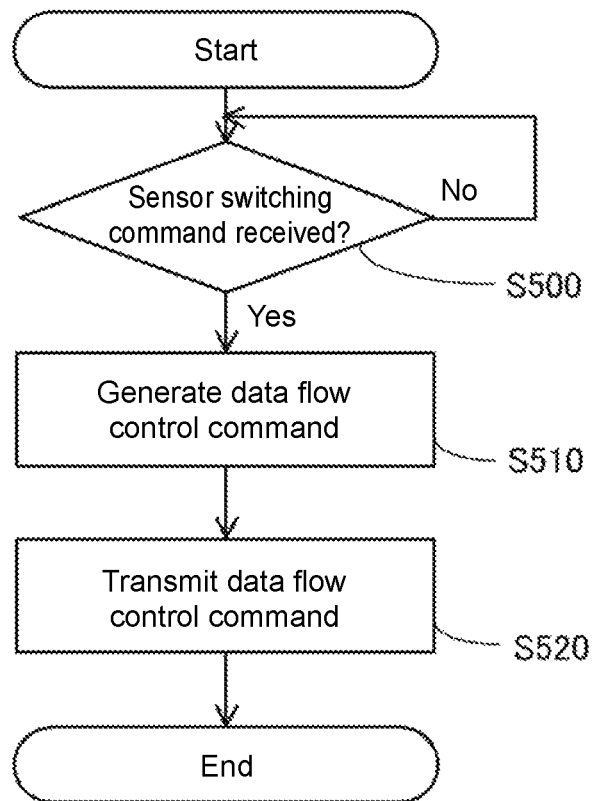 Start
Sensor switching
command received?
No
S500
Yes
Generate data flow
control command
S510
Transmit data flow
control command
S520
End